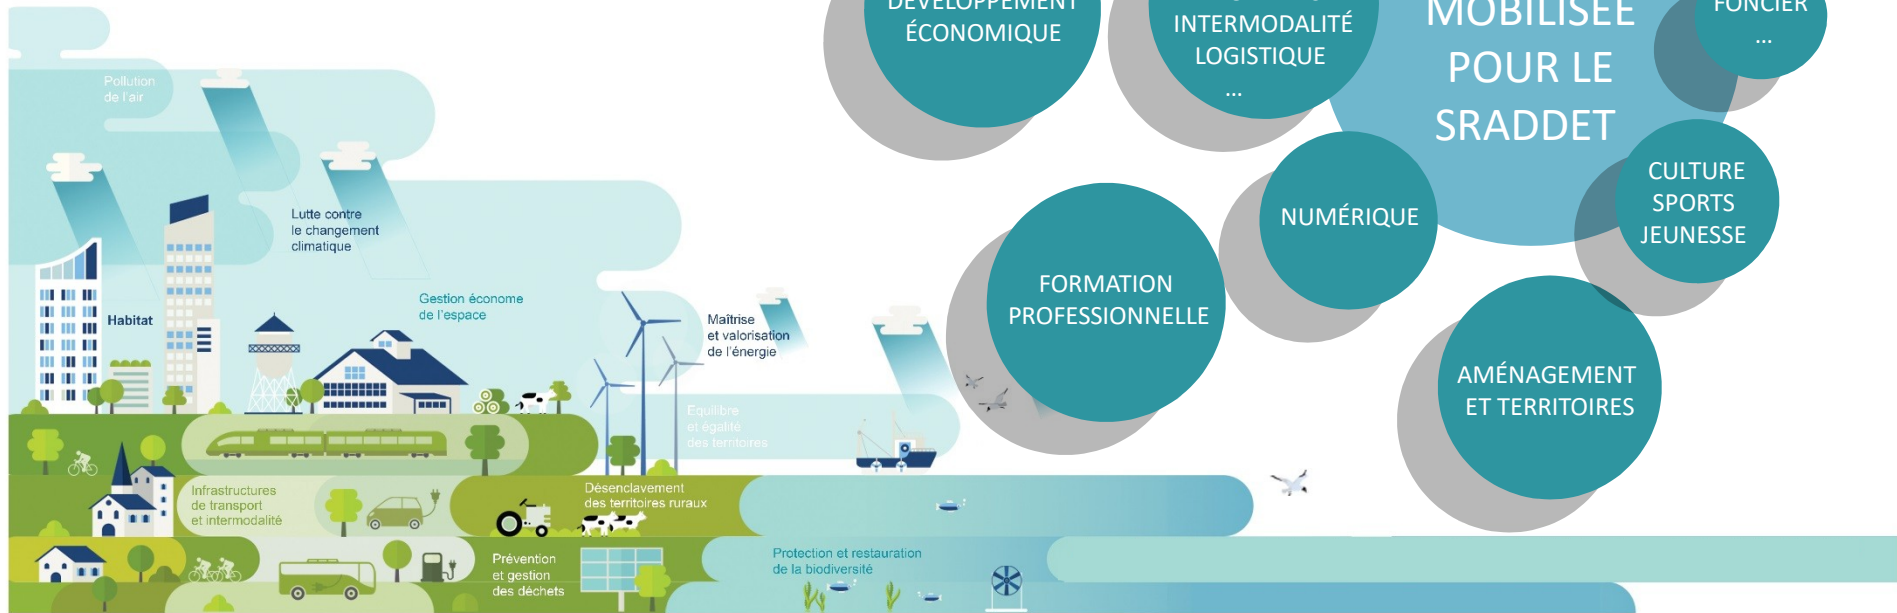 DÉVELOPPEMENT
ÉCONOMIQUE
INTERMODALITÉ
LOGISTIQUE
...
MOBILISÉE
POUR LE
SRADDET
FONCIER
...
CULTURE
SPORTS
JEUNESSE
NUMÉRIQUE
FORMATION
PROFESSIONNELLE
AMÉNAGEMENT
ET TERRITOIRES
Pollution
de l'air
Lutte contre
le changement
climatique
Habitat
Gestion économe
de l'espace
Maîtrise
et valorisation
de l'énergie
Equilibre
et égalité
des territoires
Infrastructures
de transport
et intermodalité
Désenclavement
des territoires ruraux
Prévention
et gestion
des déchets
Protection et restauration
de la biodiversité